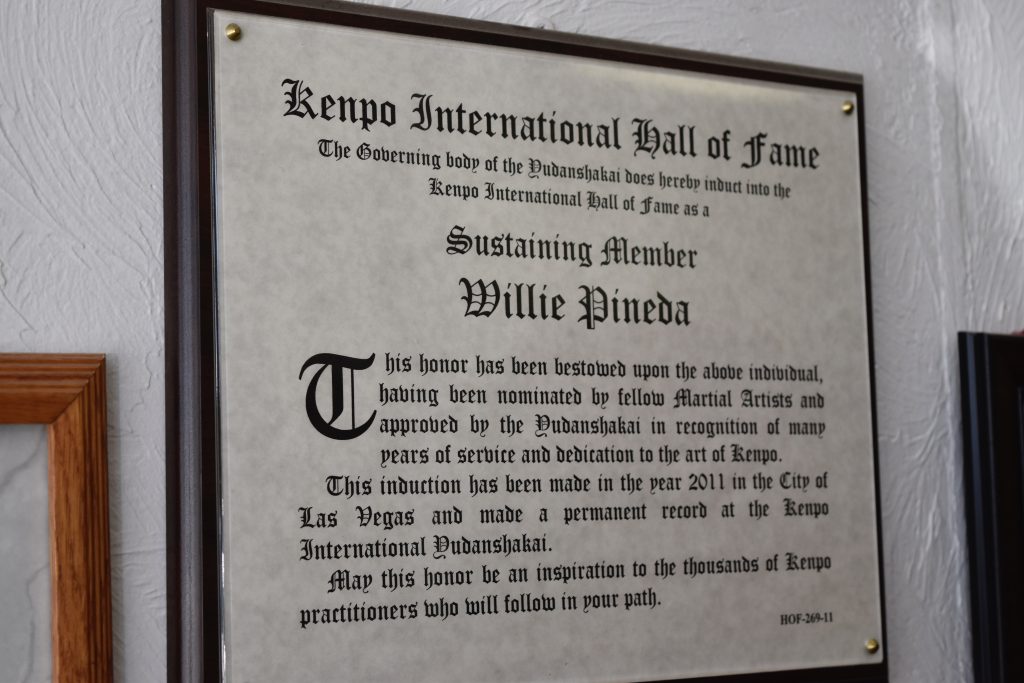 Kenpo International Hall of Fame
The Governing body of the Yudanshakai does hereby induct into the
Kenpo International Hall of Fame as a
Sustaining Member
Willie Pineda
This honor has been bestowed upon the above individual,
having been nominated by fellow Martial Artists and
approved by the Yudanshakai in recognition of many
years of service and dedication to the art of Kenpo.
This induction has been made in the year 2011 in the City of
Las Vegas and made a permanent record at the Kenpo
International Yudanshakai.
May this honor be an inspiration to the thousands of Kenpo
practitioners who will follow in your path.
HOF-269-11